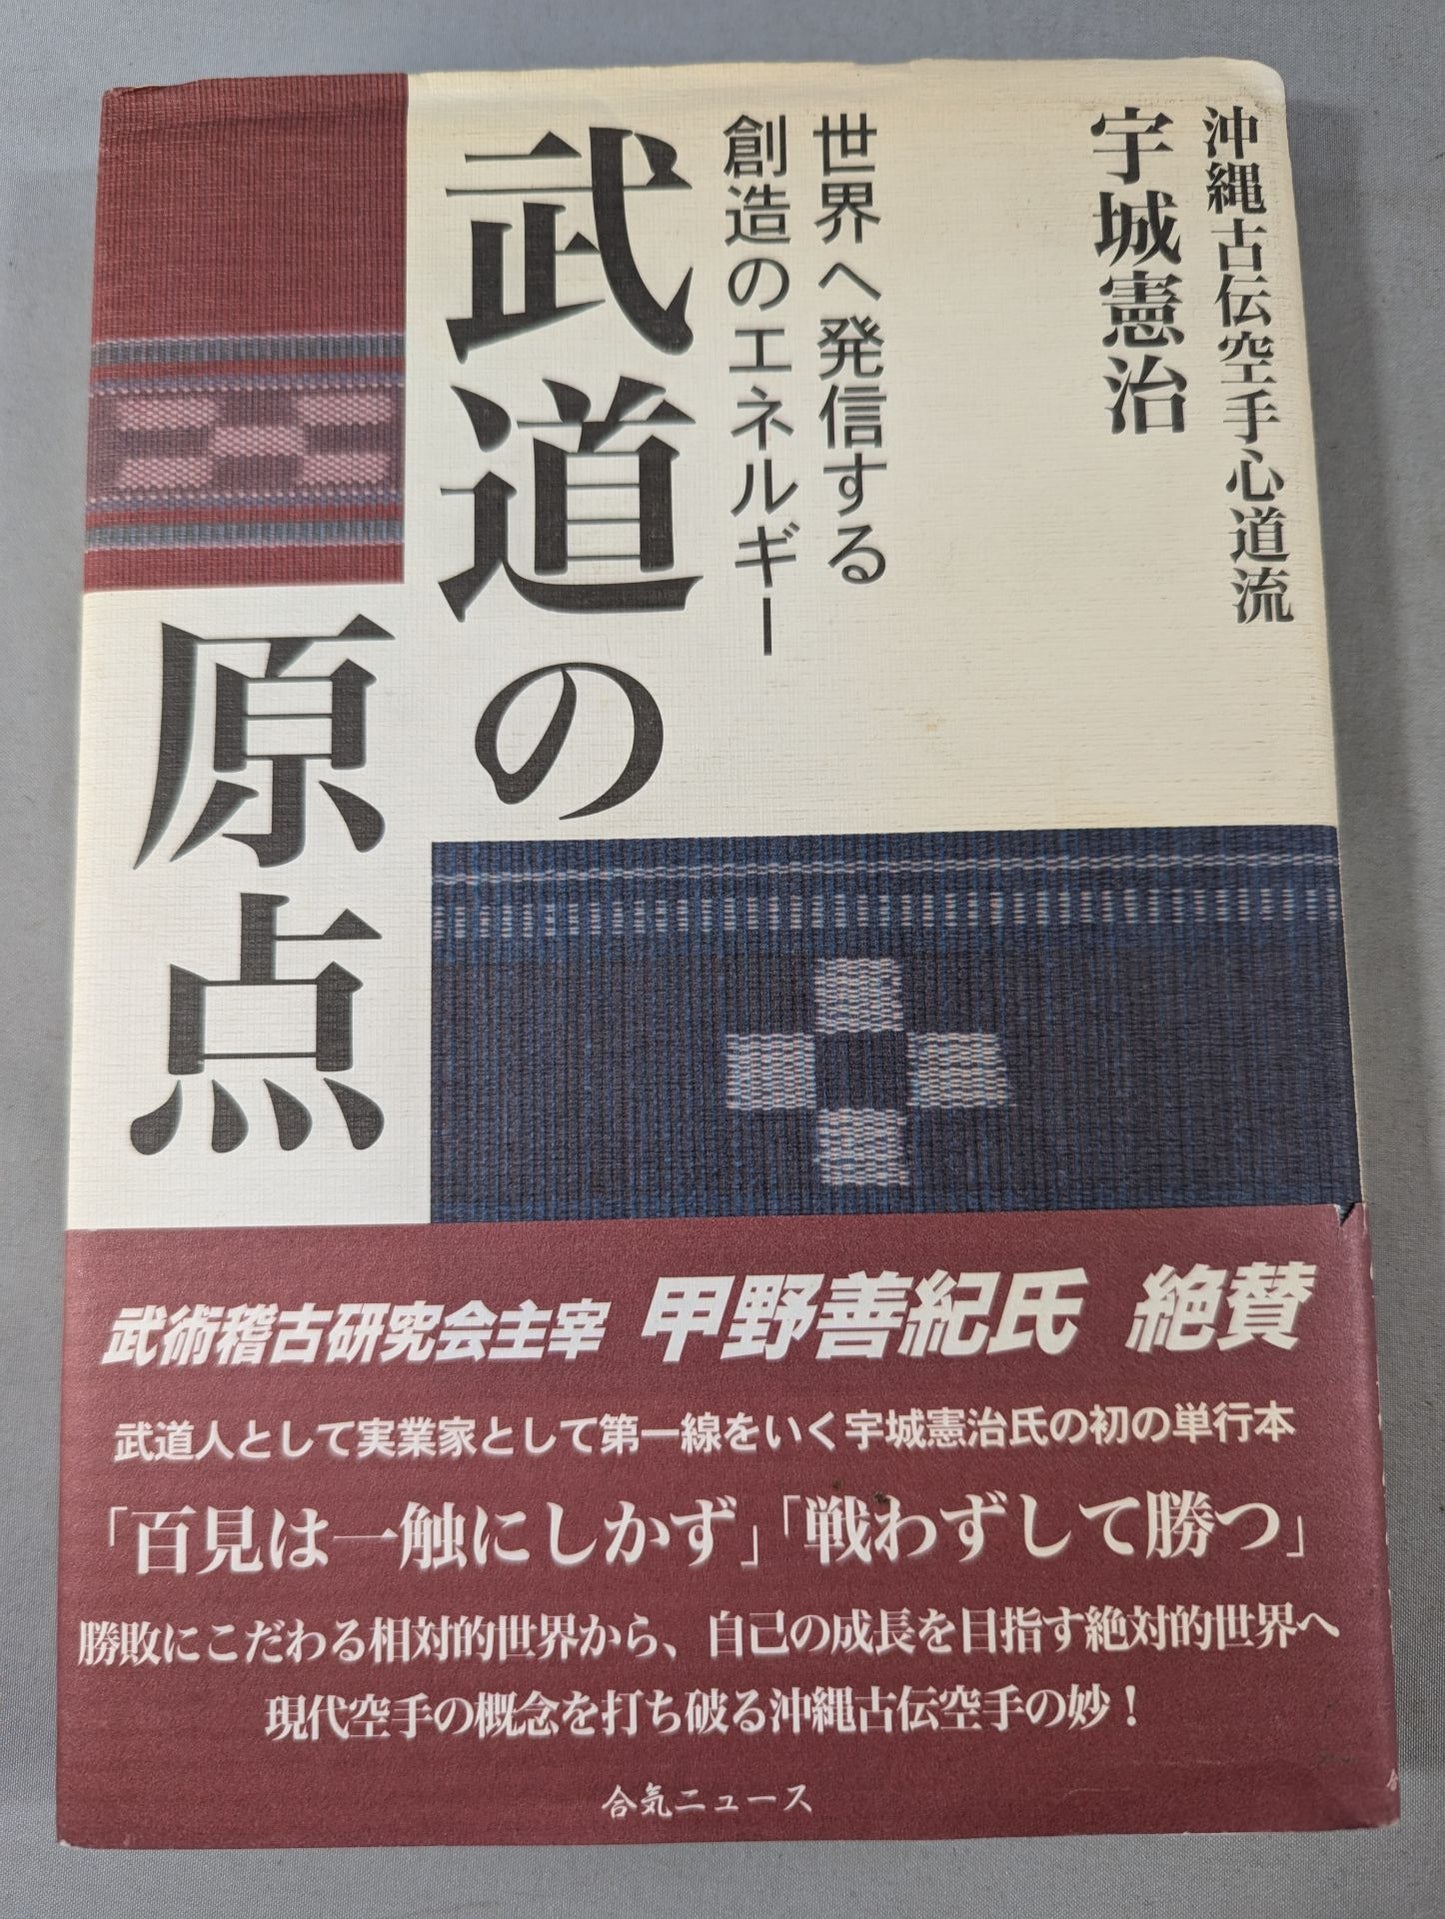 沖縄古伝空手心道流
宇城憲治
世界へ発信する
創造のエネルギー
武道の
原点
武術稽古研究会主宰 甲野善紀氏 絶賛
武道人として実業家として第一線をいく宇城憲治氏の初の単行本
「百見は一触にしかず」「戦わずして勝つ」
勝敗にこだわる相対的世界から、自己の成長を目指す絶対的世界へ
現代空手の概念を打ち破る沖縄古伝空手の妙！
合気ニュース